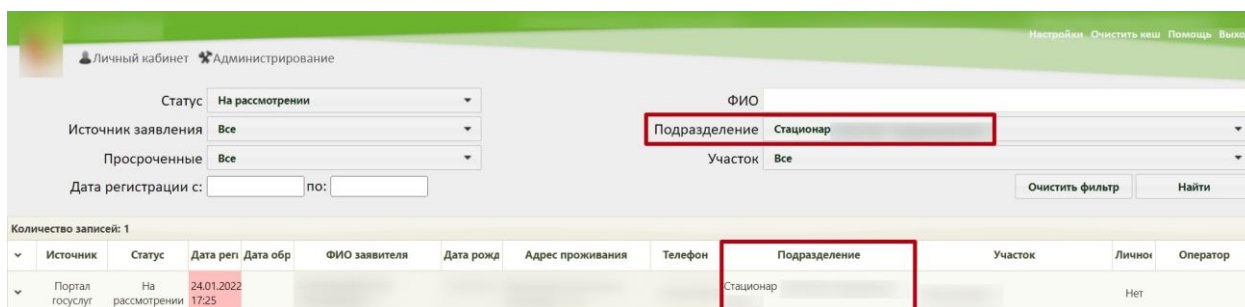 Настройки Очистить кеш Помощь Выхо
Личный кабинет Администрирование
Статус На рассмотрении ФИО
Источник заявления Все Подразделение Стационар
Просроченные Все Участок Все
Дата регистрации с: по: Очистить фильтр Найти
Количество записей: 1
Источник Статус Дата реги Дата обр ФИО заявителя Дата рожд Адрес проживания Телефон Подразделение Участок Личное Оператор
Портал На 24.01.2022 Стационар
госуслуг рассмотрении 17:25 Нет